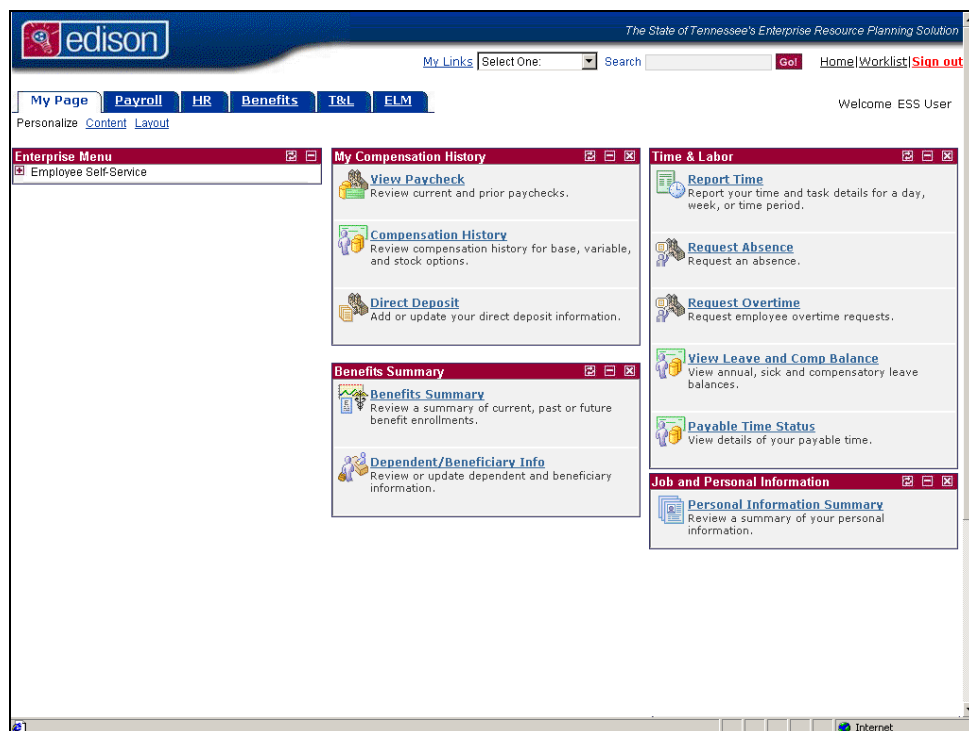 edison
The State of Tennessee's Enterprise Resource Planning Solution
My Links Select One: Search Go! Home|Worklist|Sign out
My Page Payroll HR Benefits T&L ELM
Welcome ESS User
Personalize Content Layout
Enterprise Menu
Employee Self-Service
My Compensation History
View Paycheck
Review current and prior paychecks.
Compensation History
Review compensation history for base, variable,
and stock options.
Direct Deposit
Add or update your direct deposit information.
Benefits Summary
Benefits Summary
Review a summary of current, past or future
benefit enrollments.
Dependent/Beneficiary Info
Review or update dependent and beneficiary
information.
Time & Labor
Report Time
Report your time and task details for a day,
week, or time period.
Request Absence
Request an absence.
Request Overtime
Request employee overtime requests.
View Leave and Comp Balance
View annual, sick and compensatory leave
balances.
Payable Time Status
View details of your payable time.
Job and Personal Information
Personal Information Summary
Review a summary of your personal
information.
Internet